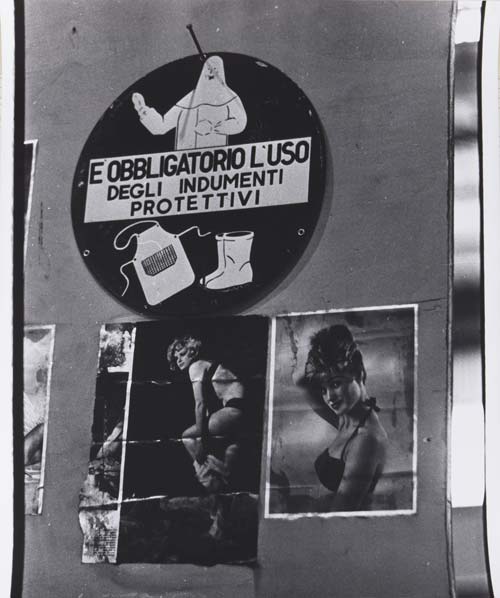 E' OBBLIGATORIO L'USO
DEGLI INDUMENTI
PROTETTIVI